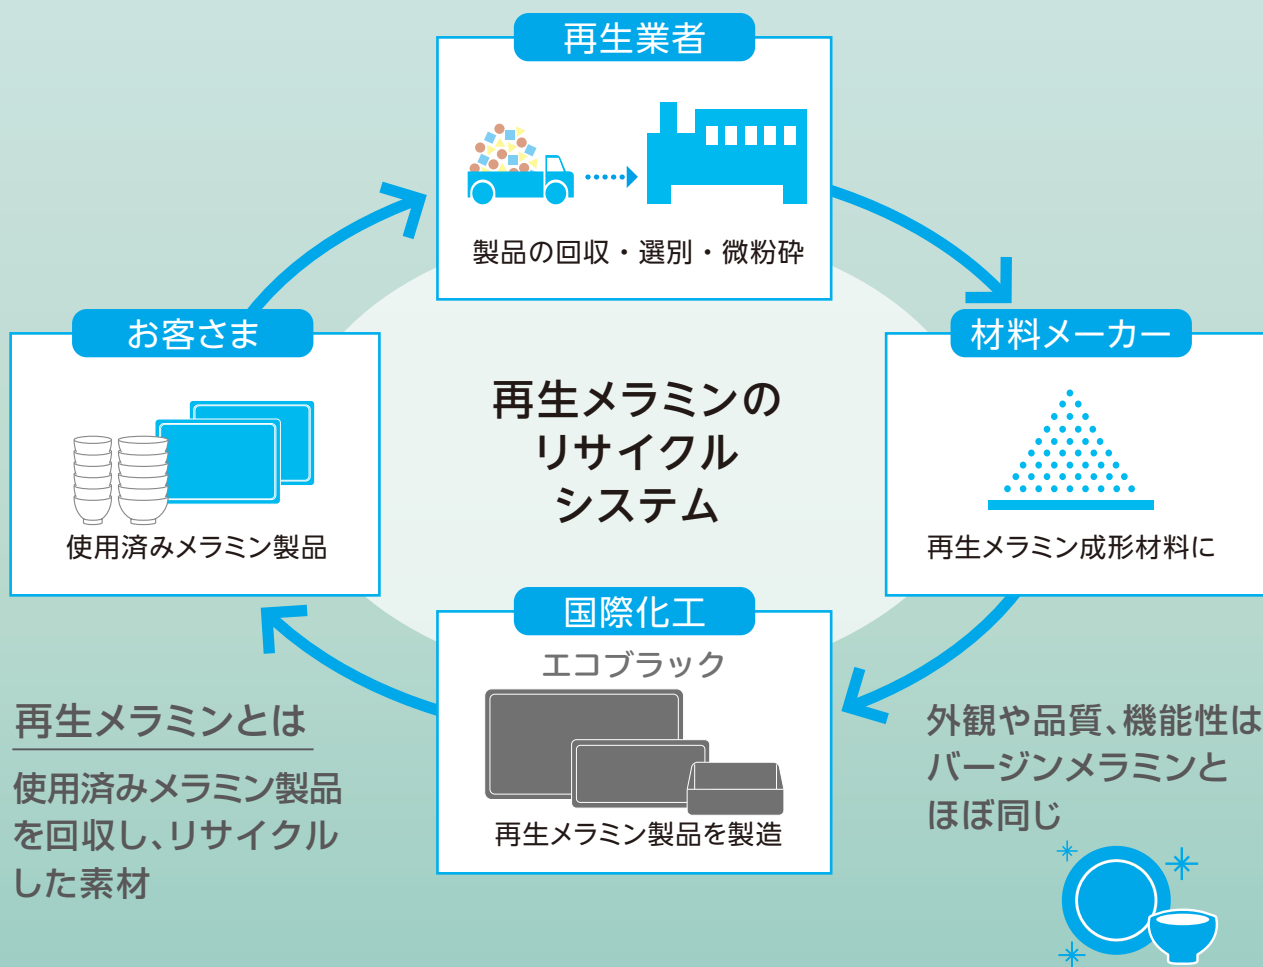 再生業者
製品の回収・選別・微粉砕
お客さま
使用済みメラミン製品
再生メラミンの
リサイクル
システム
材料メーカー
再生メラミン成形材料に
国際化工
エコブラック
再生メラミン製品を製造
再生メラミンとは
使用済みメラミン製品
を回収し、リサイクル
した素材
外観や品質、機能性は
バージンメラミンと
ほぼ同じ